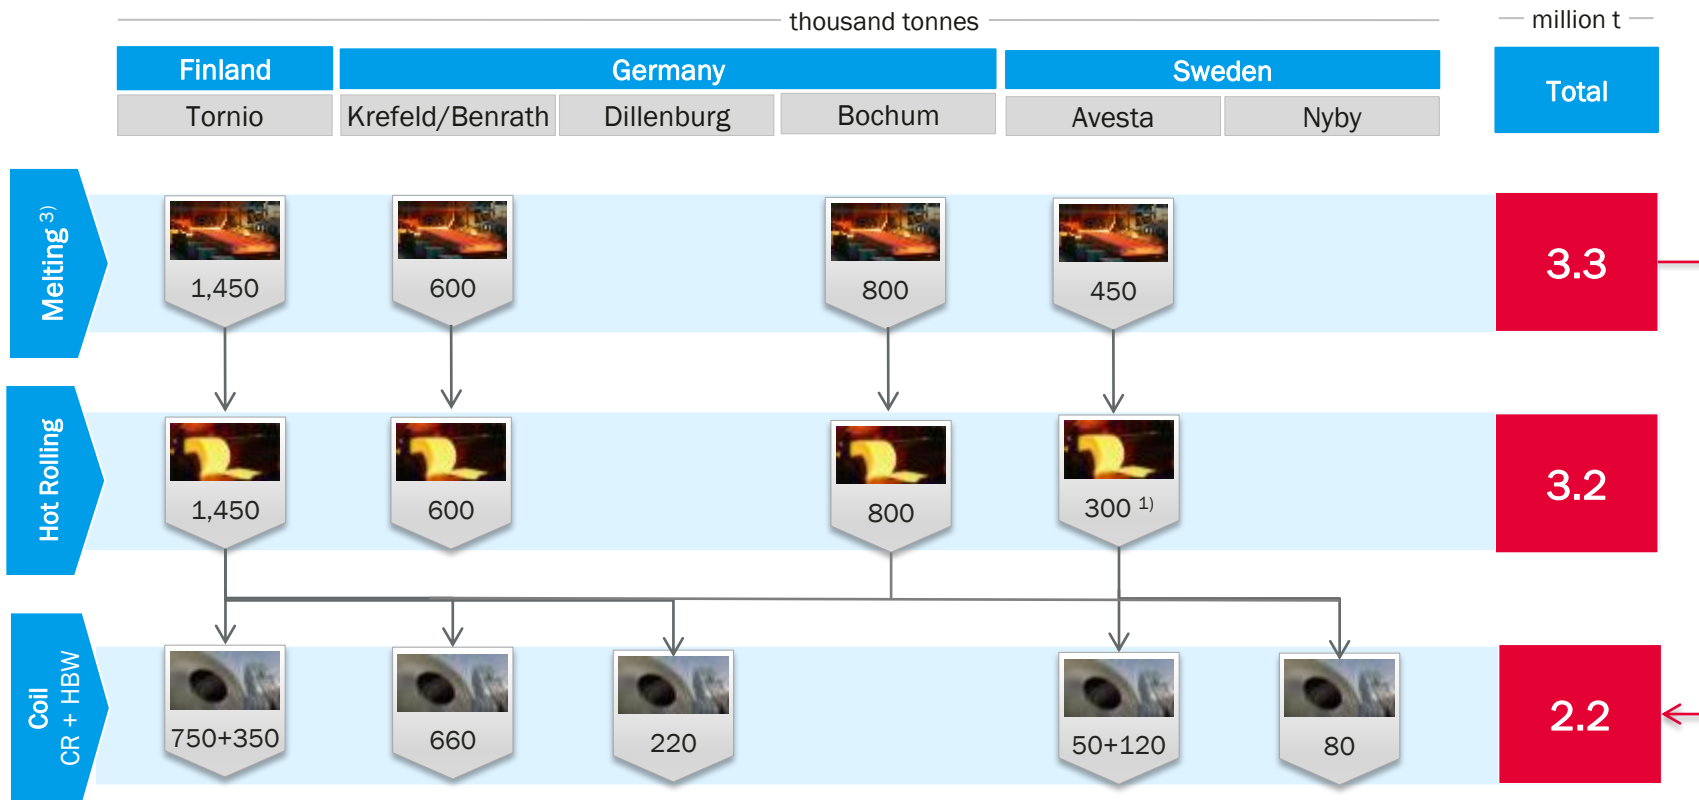 thousand tonnes
million t
Finland
Germany
Sweden
Total
Tornio
Krefeld/Benrath
Dillenburg
Bochum
Avesta
Nyby
Melting 3)
1,450
600
800
450
3.3
Hot Rolling
1,450
600
800
300 1)
3.2
Coil
CR + HBW
750+350
660
220
50+120
80
2.2